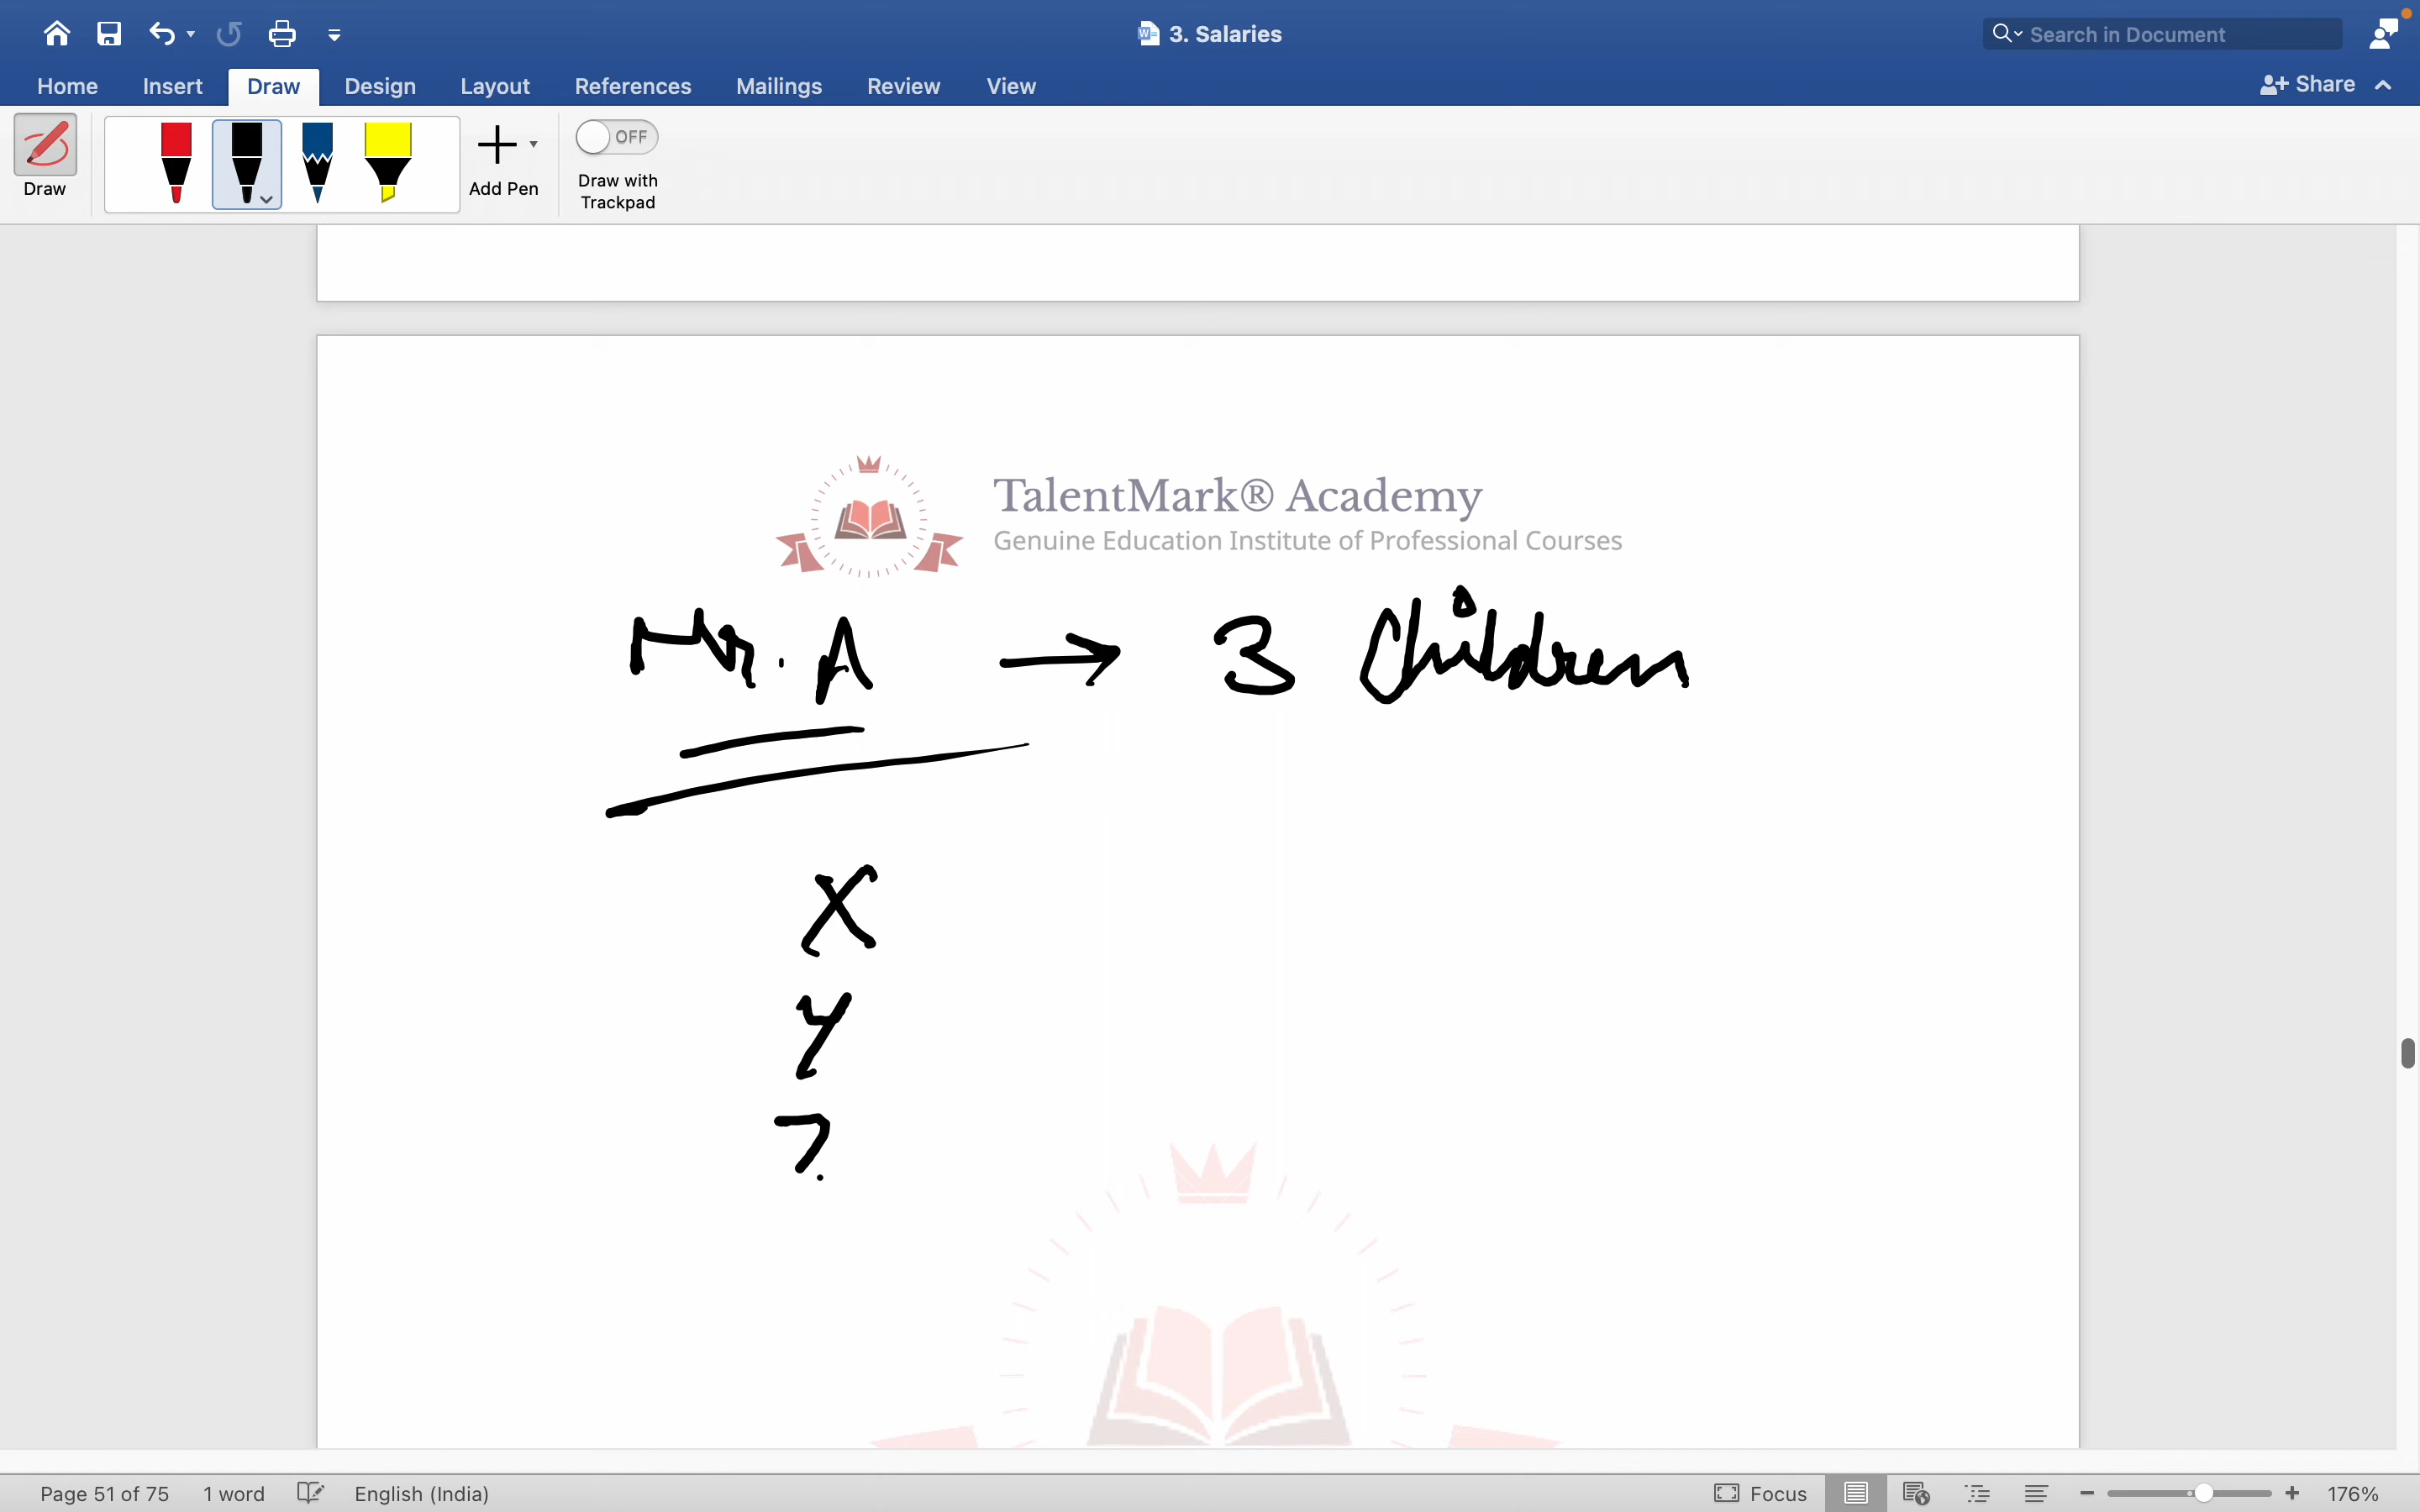 3. Salaries
Search in Document
Home Insert Draw Design Layout References Mailings Review View
Share
Draw
Add Pen
OFF
Draw with
Trackpad
TalentMark® Academy
Genuine Education Institute of Professional Courses
Mr. A → 3 Children
X
Y
Page 51 of 75 1 word English (India)
Focus
176%